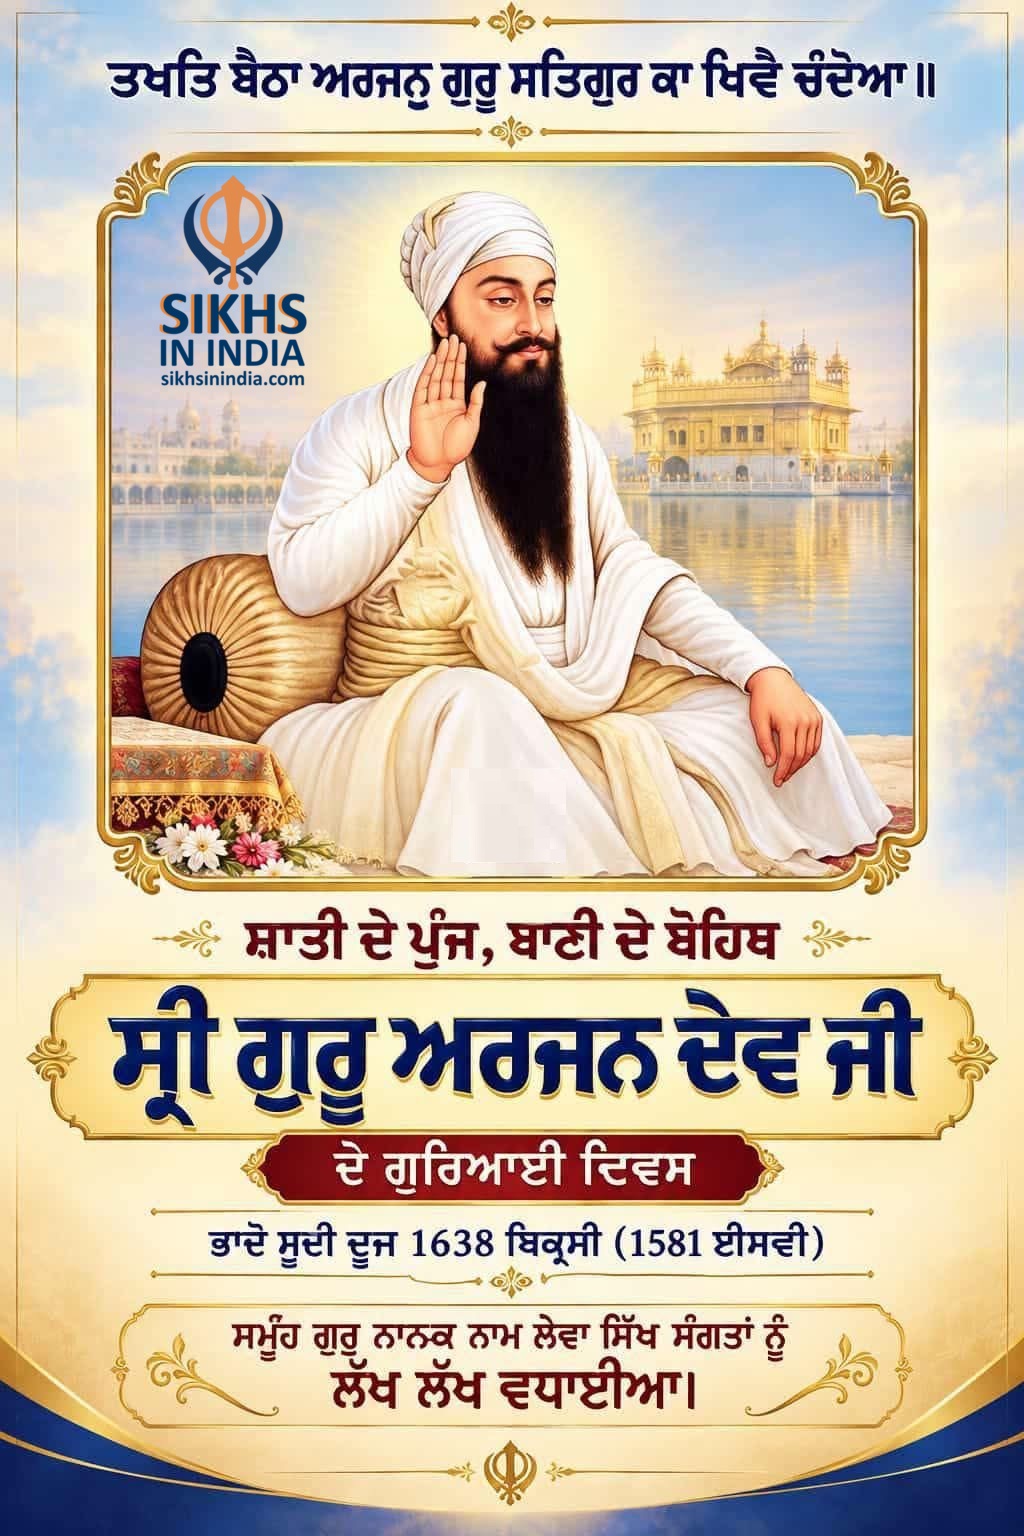 ਤਖਤਿ ਬੈਠਾ ਅਰਜਨੁ ਗੁਰੂ ਸਤਿਗੁਰ ਕਾ ਖਿਵੈ ਚੰਦੋਆ॥
SIKHS
IN INDIA
sikhsinindia.com
ਸ਼ਾਤੀ ਦੇ ਪੁੰਜ, ਬਾਣੀ ਦੇ ਬੋਹਿਥ
ਸ੍ਰੀ ਗੁਰੂ ਅਰਜਨ ਦੇਵ ਜੀ
ਦੇ ਗੁਰਿਆਈ ਦਿਵਸ
ਭਾਦੋ ਸੂਦੀ ਦੂਜ 1638 ਬਿਕ੍ਰਸੀ (1581 ਈਸਵੀ)
ਸਮੂੰਹ ਗੁਰੂ ਨਾਨਕ ਨਾਮ ਲੇਵਾ ਸਿੱਖ ਸੰਗਤਾਂ ਨੂੰ
ਲੱਖ ਲੱਖ ਵਧਾਈਆ।